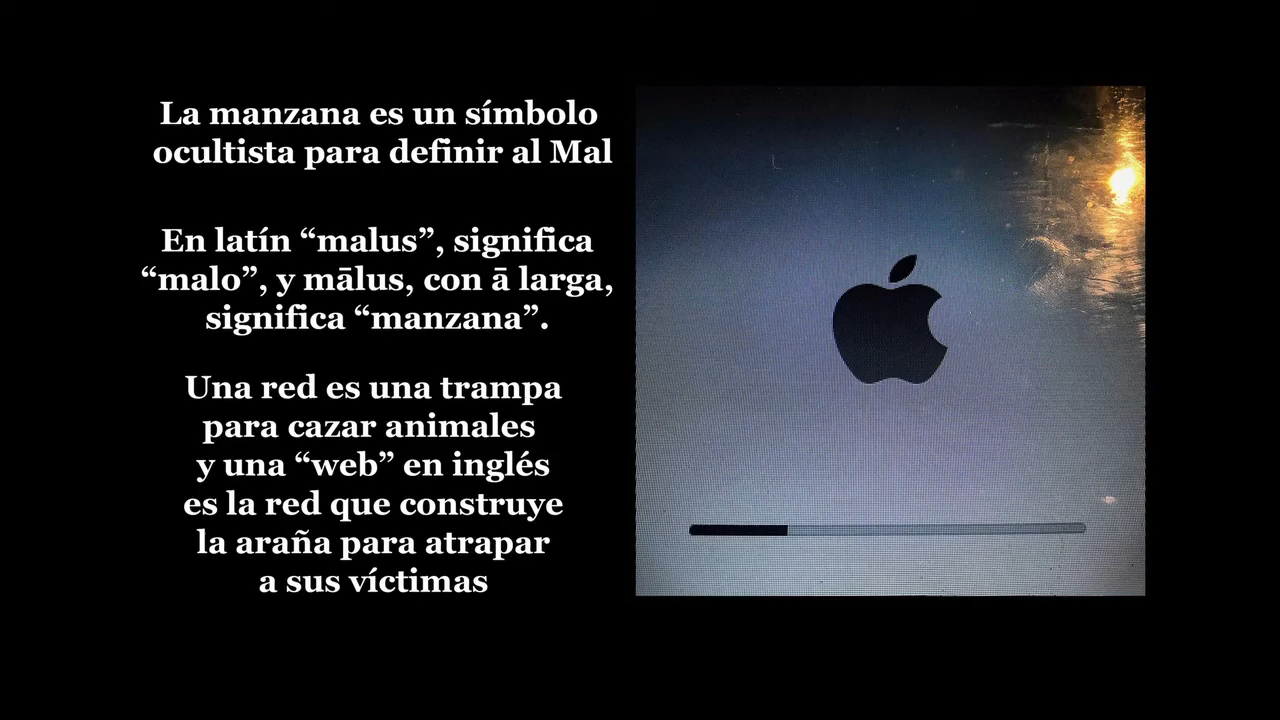 La manzana es un símbolo
ocultista para definir al Mal
En latín “malus”, significa
“malo”, y mālus, con ā larga,
significa “manzana”.
Una red es una trampa
para cazar animales
y una “web” en inglés
es la red que construye
la araña para atrapar
a sus víctimas